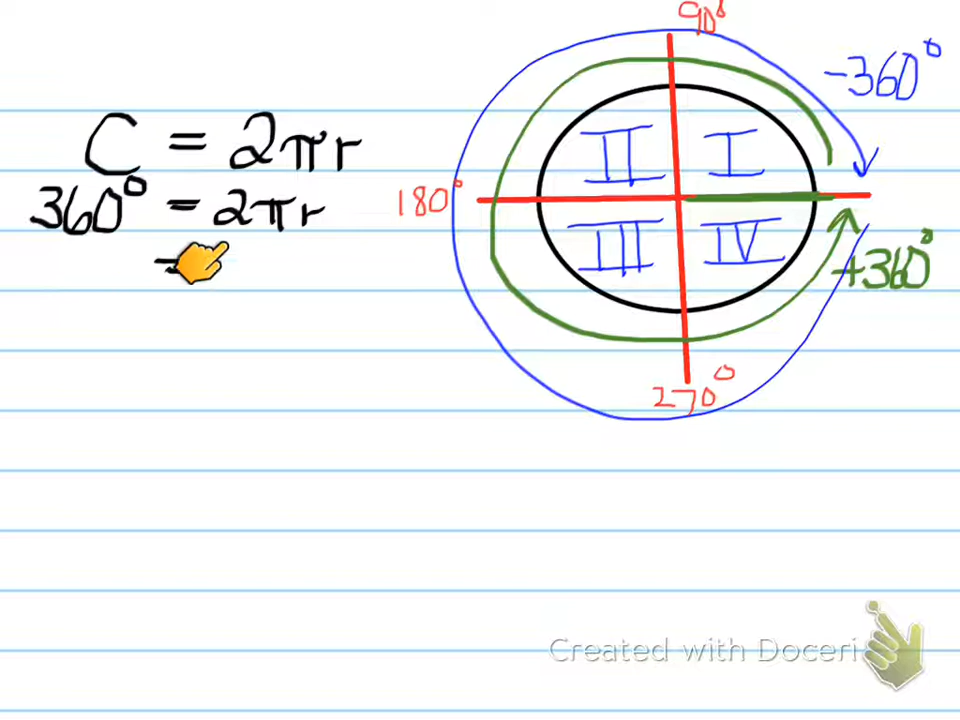 90°
-360°
C = 2πr
II I
360° = 2πr
180°
III IV
=
+360°
270°
Created with Doceri